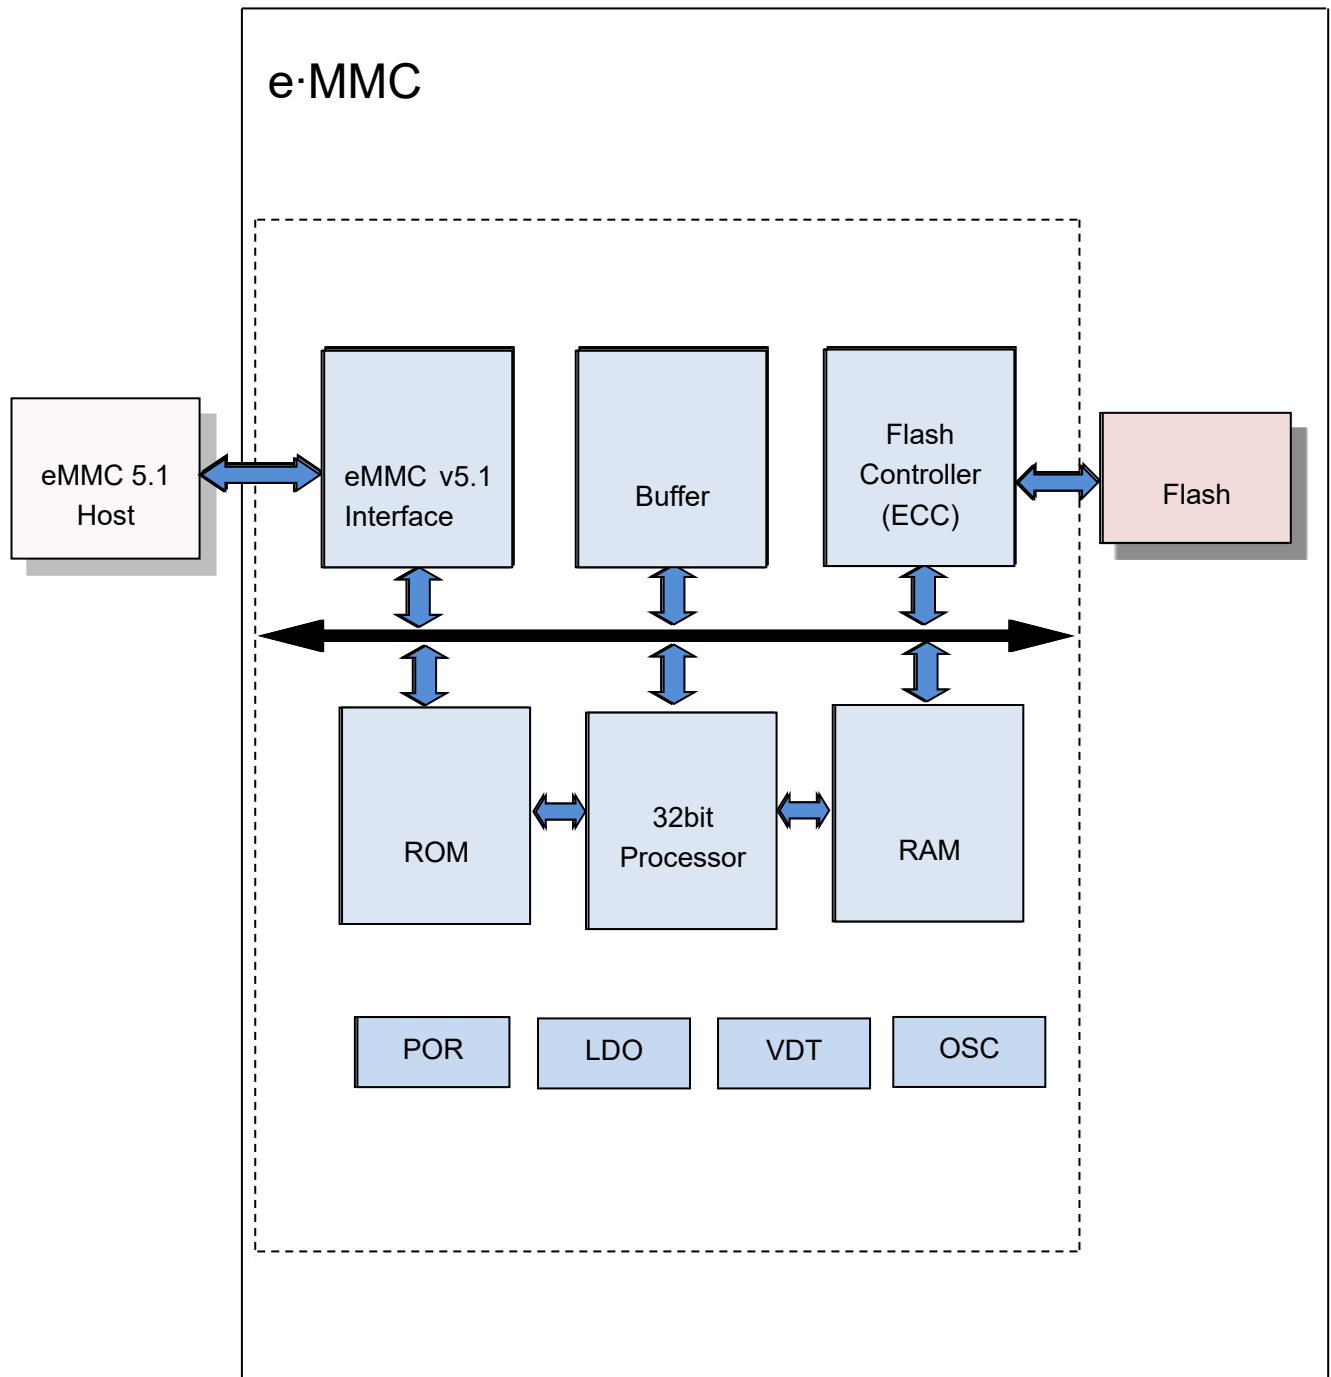 e·MMC
eMMC 5.1
Host
eMMC v5.1
Interface
Buffer
Flash
Controller
(ECC)
Flash
ROM
32bit
Processor
RAM
POR
LDO
VDT
OSC